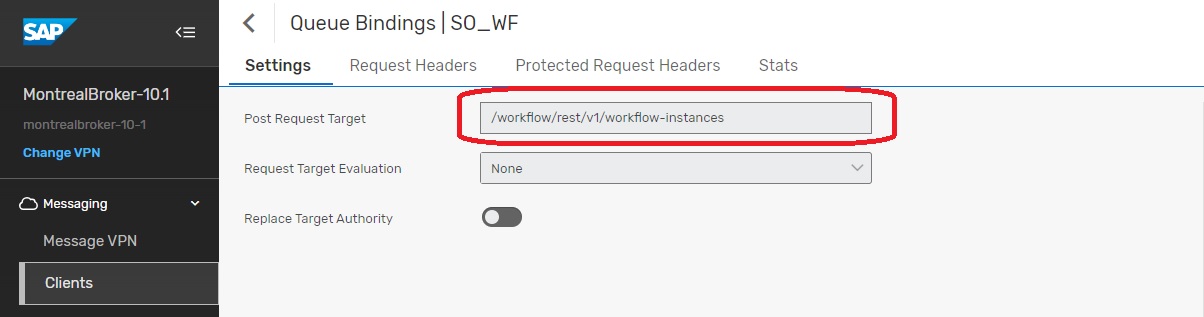 SAP
MontrealBroker-10.1
montrealbroker-10-1
Change VPN
Messaging
Message VPN
Clients
Queue Bindings | SO_WF
Settings
Request Headers
Protected Request Headers
Stats
Post Request Target
/workflow/rest/v1/workflow-instances
Request Target Evaluation
None
Replace Target Authority